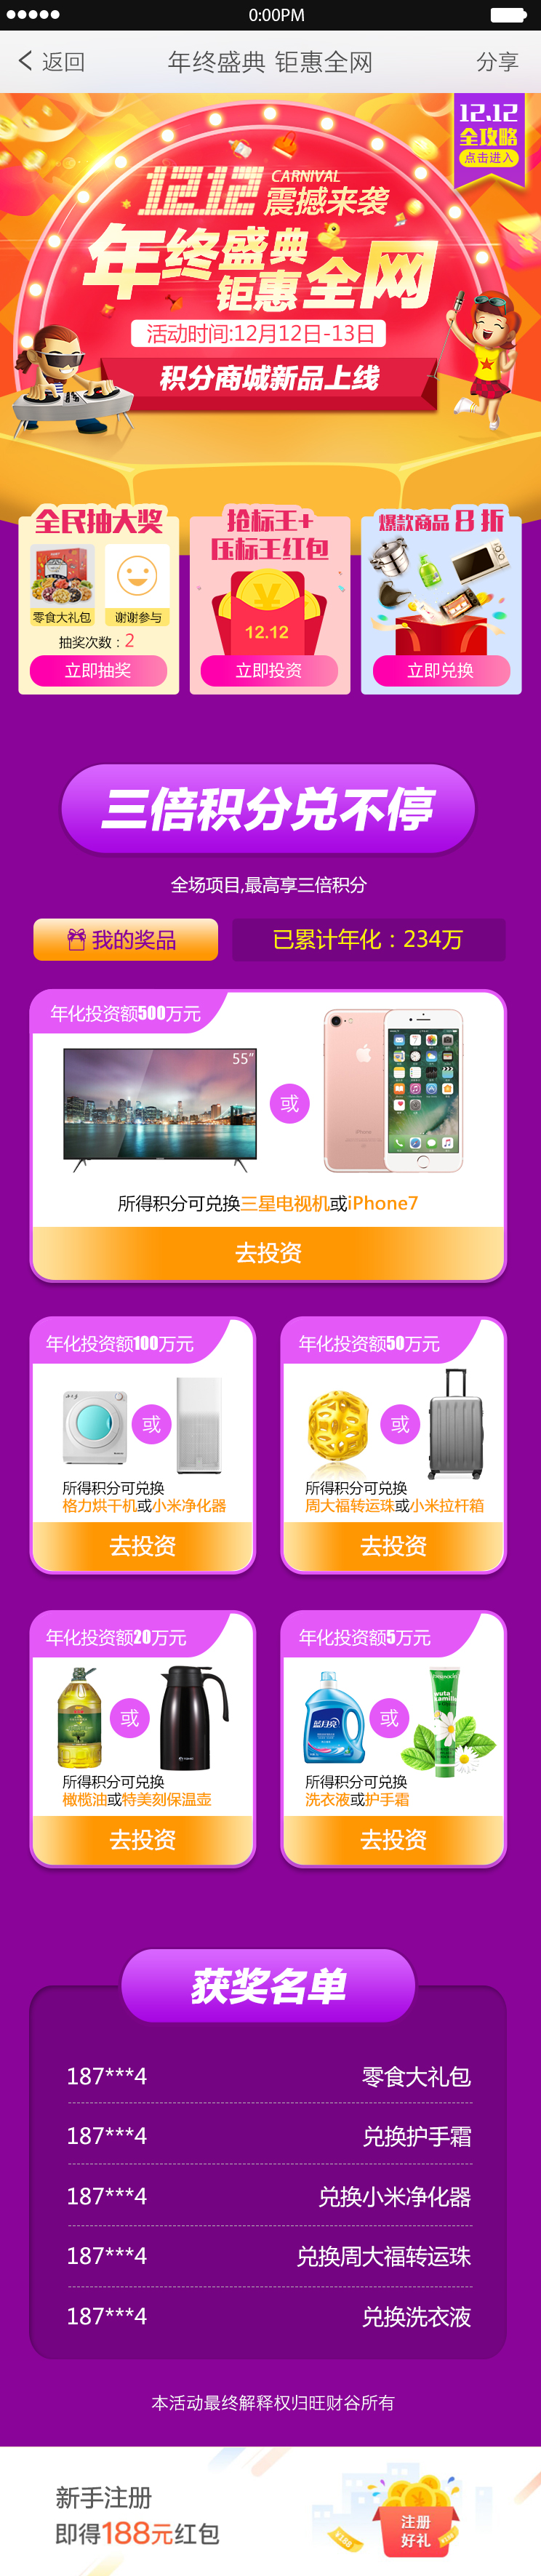 0:00PM
返回
年终盛典 钜惠全网
分享
12.12
全攻略
点击进入
12.12
CARNIVAL
震撼来袭
年终盛典
钜惠全网
活动时间:12月12日-13日
积分商城新品上线
全民抽大奖
零食大礼包
谢谢参与
抽奖次数：2
立即抽奖
抢标王+
压标王红包
¥
12.12
立即投资
爆款商品8折
立即兑换
三倍积分兑不停
全场项目,最高享三倍积分
我的奖品
已累计年化：234万
年化投资额500万元
55"
或
iPhone
所得积分可兑换三星电视机或iPhone7
去投资
年化投资额100万元
或
所得积分可兑换
格力烘干机或小米净化器
去投资
年化投资额50万元
或
所得积分可兑换
周大福转运珠或小米拉杆箱
去投资
年化投资额20万元
或
所得积分可兑换
橄榄油或特美刻保温壶
去投资
年化投资额5万元
蓝月亮
或
所得积分可兑换
洗衣液或护手霜
去投资
获奖名单
187***4 零食大礼包
187***4 兑换护手霜
187***4 兑换小米净化器
187***4 兑换周大福转运珠
187***4 兑换洗衣液
本活动最终解释权归旺财谷所有
新手注册
即得188元红包
注册
好礼
¥188